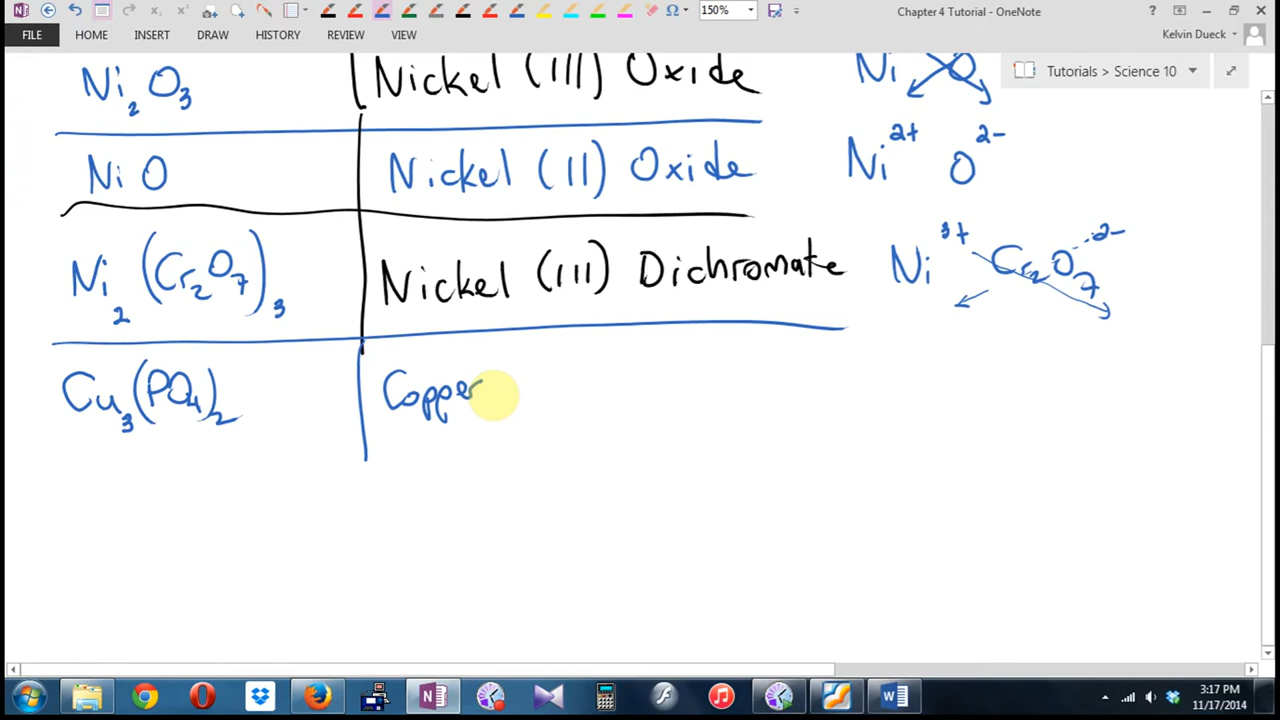 150%
Chapter 4 Tutorial - OneNote
FILE HOME INSERT DRAW HISTORY REVIEW VIEW
Kelvin Dueck
Tutorials > Science 10
Ni₂O₃ Nickel (III) Oxide Ni O
NiO Nickel (II) Oxide Ni²⁺ O²⁻
Ni₂(Cr₂O₇)₃ Nickel (III) Dichromate Ni³⁺ Cr₂O₇²⁻
Cu₃(PO₄)₂ Copper
3:17 PM
11/17/2014